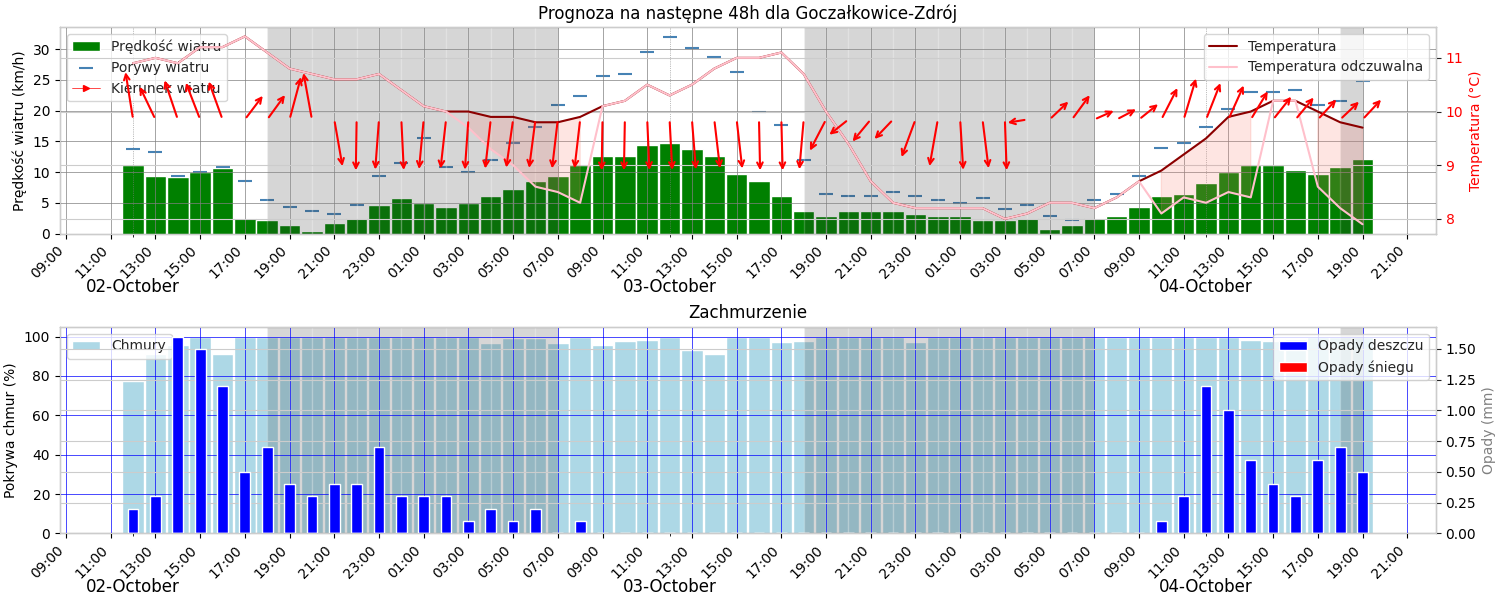 Prognoza na następne 48h dla Goczałkowice-Zdrój
Prędkość wiatru
Porywy wiatru
Kierunek wiatru
Temperatura
Temperatura odczuwalna
Prędkość wiatru (km/h)
30
25
20
15
10
5
0
Temperatura (°C)
11
10
9
8
09:00 11:00 13:00 15:00 17:00 19:00 21:00 23:00 01:00 03:00 05:00 07:00 09:00 11:00 13:00 15:00 17:00 19:00 21:00 23:00 01:00 03:00 05:00 07:00 09:00 11:00 13:00 15:00 17:00 19:00 21:00
02-October 03-October 04-October
Zachmurzenie
Chmury
Opady deszczu
Opady śniegu
Pokrywa chmur (%)
100
80
60
40
20
0
Opady (mm)
1.50
1.25
1.00
0.75
0.50
0.25
0.00
09:00 11:00 13:00 15:00 17:00 19:00 21:00 23:00 01:00 03:00 05:00 07:00 09:00 11:00 13:00 15:00 17:00 19:00 21:00 23:00 01:00 03:00 05:00 07:00 09:00 11:00 13:00 15:00 17:00 19:00 21:00
02-October 03-October 04-October